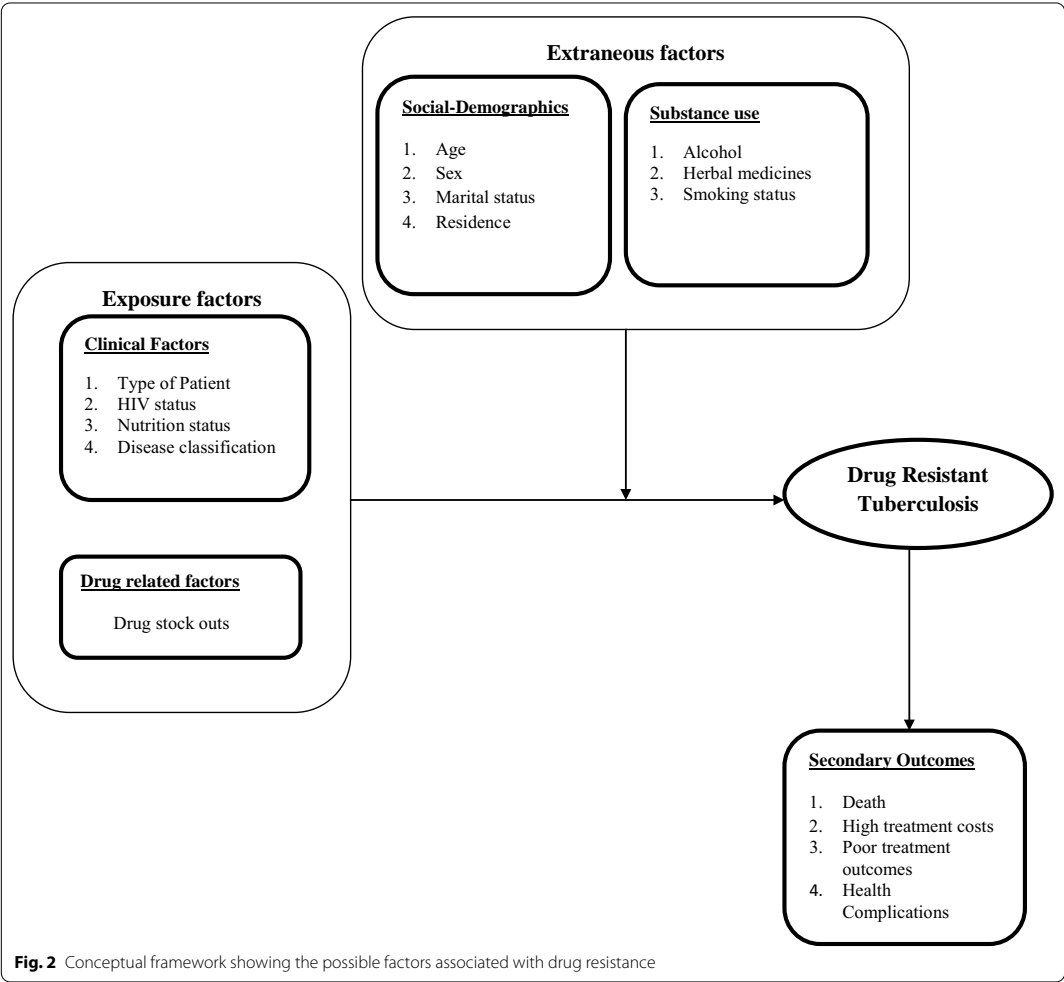 Extraneous factors
Social-Demographics
1. Age
2. Sex
3. Marital status
4. Residence
Substance use
1. Alcohol
2. Herbal medicines
3. Smoking status
Exposure factors
Clinical Factors
1. Type of Patient
2. HIV status
3. Nutrition status
4. Disease classification
Drug related factors
Drug stock outs
Drug Resistant
Tuberculosis
Secondary Outcomes
1. Death
2. High treatment costs
3. Poor treatment
outcomes
4. Health
Complications
Fig. 2 Conceptual framework showing the possible factors associated with drug resistance